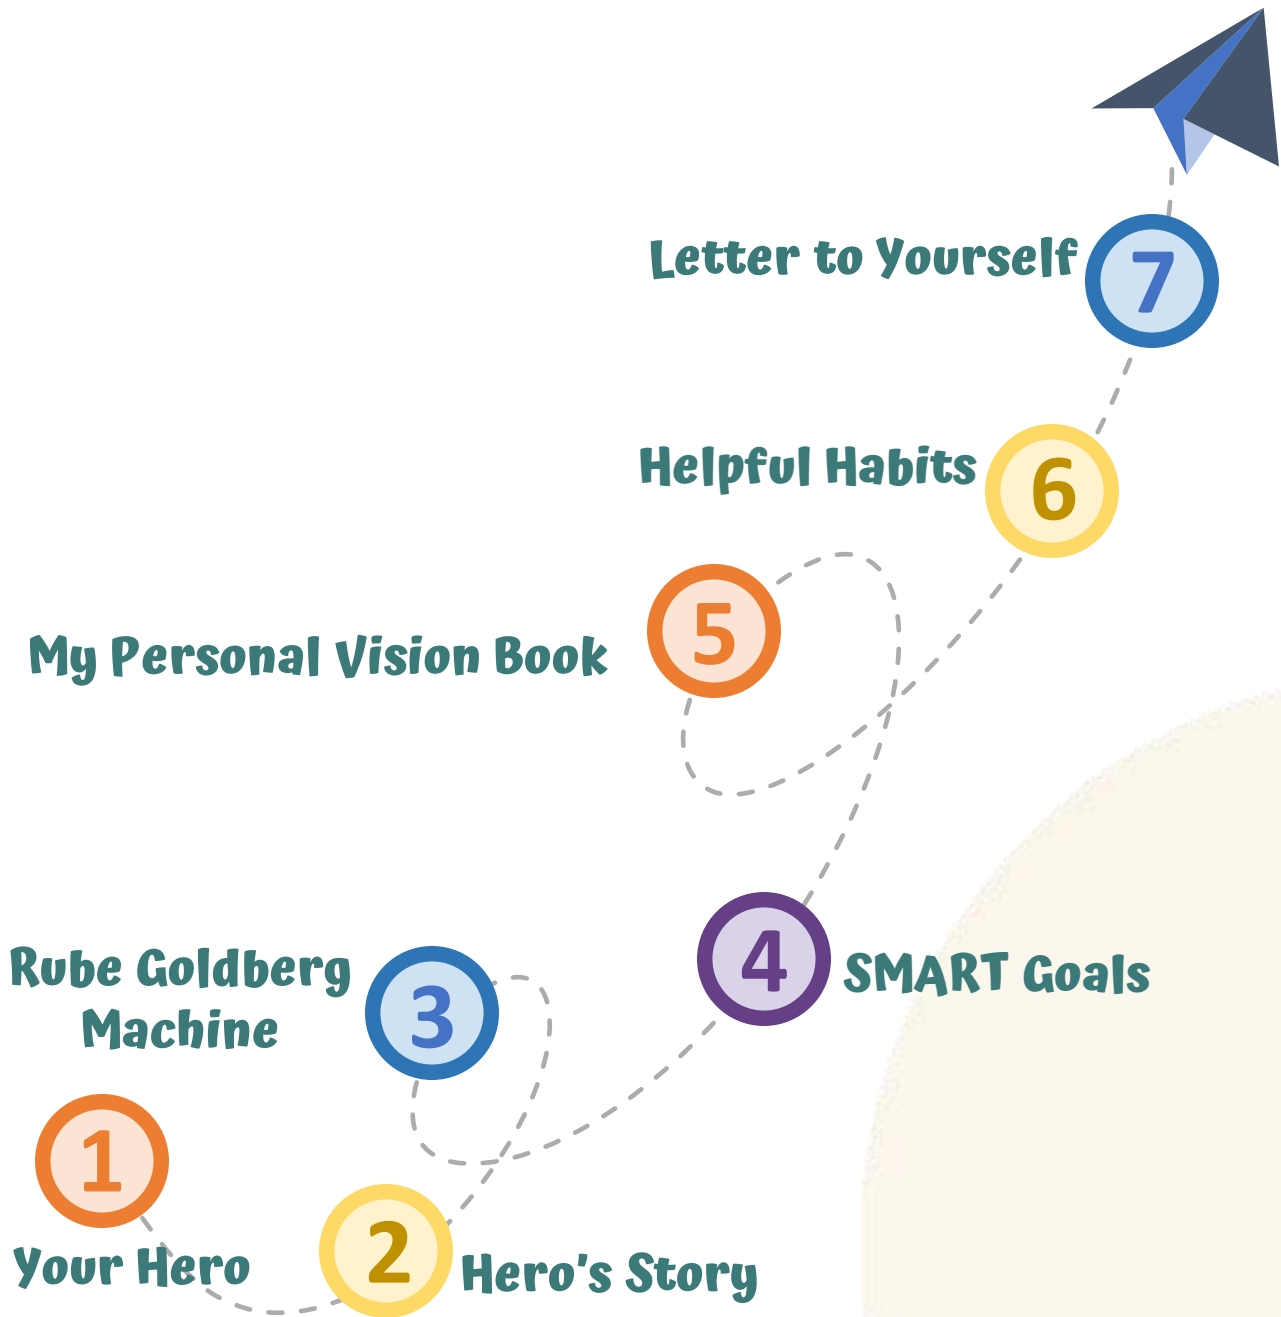 Letter to Yourself
7
Helpful Habits
6
5
My Personal Vision Book
4
SMART Goals
Rube Goldberg
Machine
3
1
Your Hero
2
Hero's Story